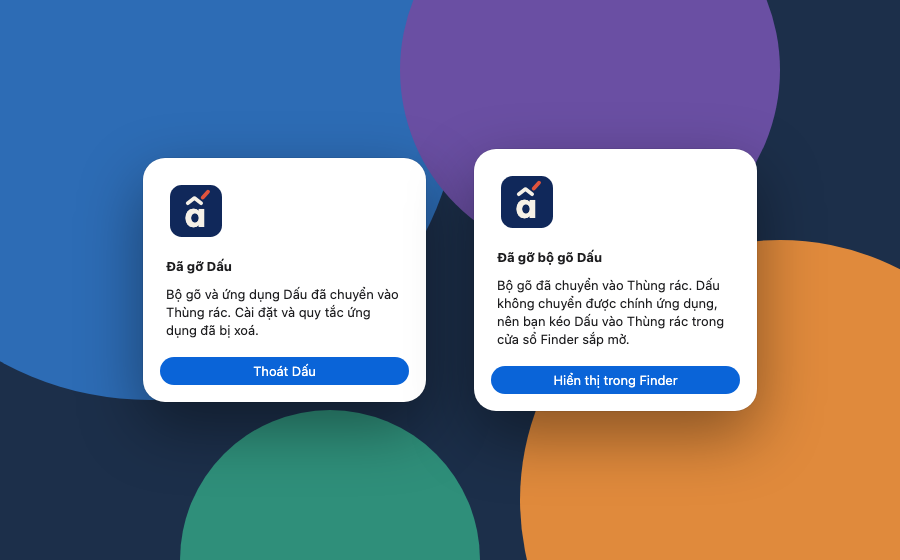 ấ
Đã gỡ Dấu
Bộ gõ và ứng dụng Dấu đã chuyển vào
Thùng rác. Cài đặt và quy tắc ứng
dụng đã bị xoá.
Thoát Dấu
ấ
Đã gỡ bộ gõ Dấu
Bộ gõ đã chuyển vào Thùng rác. Dấu
không chuyển được chính ứng dụng,
nên bạn kéo Dấu vào Thùng rác trong
cửa sổ Finder sắp mở.
Hiển thị trong Finder